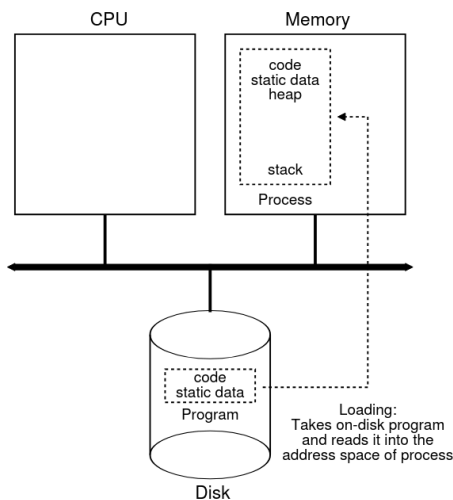 CPU
Memory
code
static data
heap
stack
Process
code
static data
Program
Loading:
Takes on-disk program
and reads it into the
address space of process
Disk